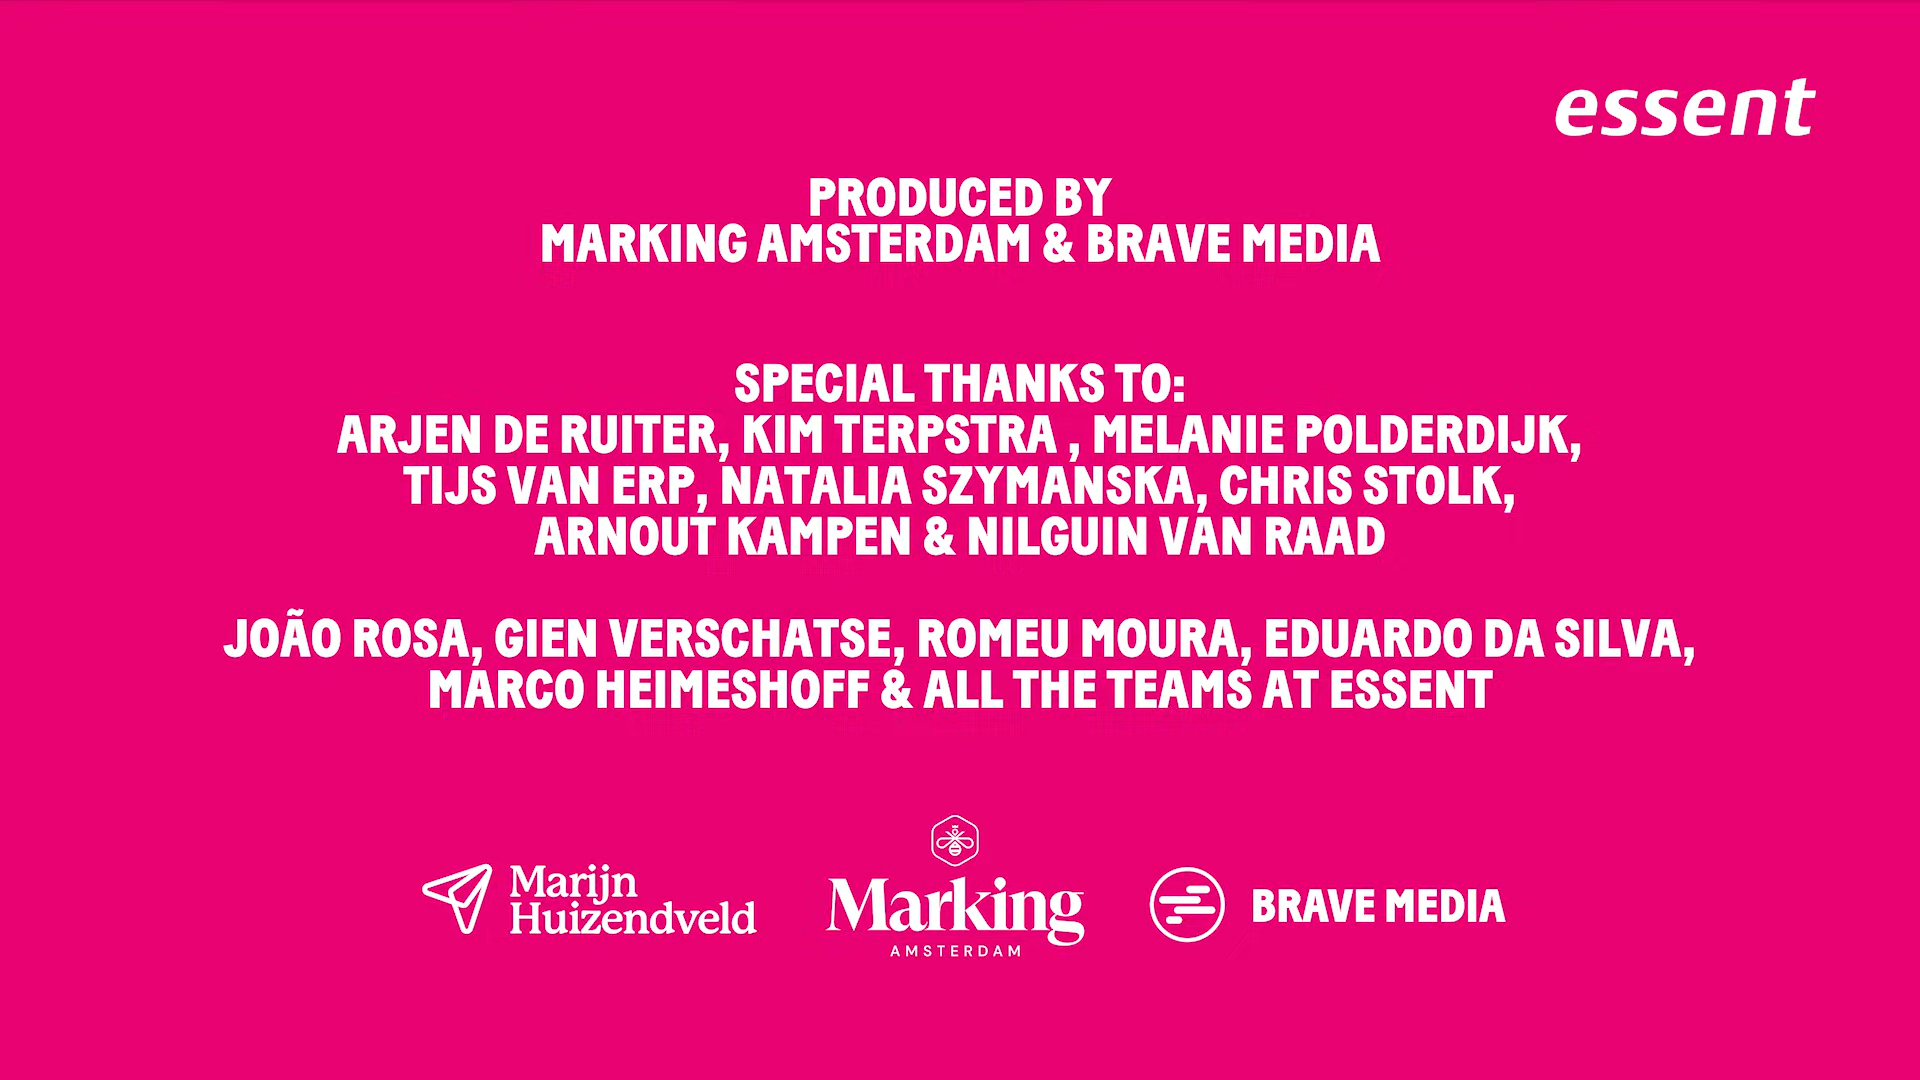 essent
PRODUCED BY
MARKING AMSTERDAM & BRAVE MEDIA
SPECIAL THANKS TO:
ARJEN DE RUITER, KIM TERPSTRA , MELANIE POLDERDIJK,
TIJS VAN ERP, NATALIA SZYMANSKA, CHRIS STOLK,
ARNOUT KAMPEN & NILGUIN VAN RAAD
JOÃO ROSA, GIEN VERSCHATSE, ROMEU MOURA, EDUARDO DA SILVA,
MARCO HEIMESHOFF & ALL THE TEAMS AT ESSENT
Marijn
Huizendveld
Marking
AMSTERDAM
BRAVE MEDIA